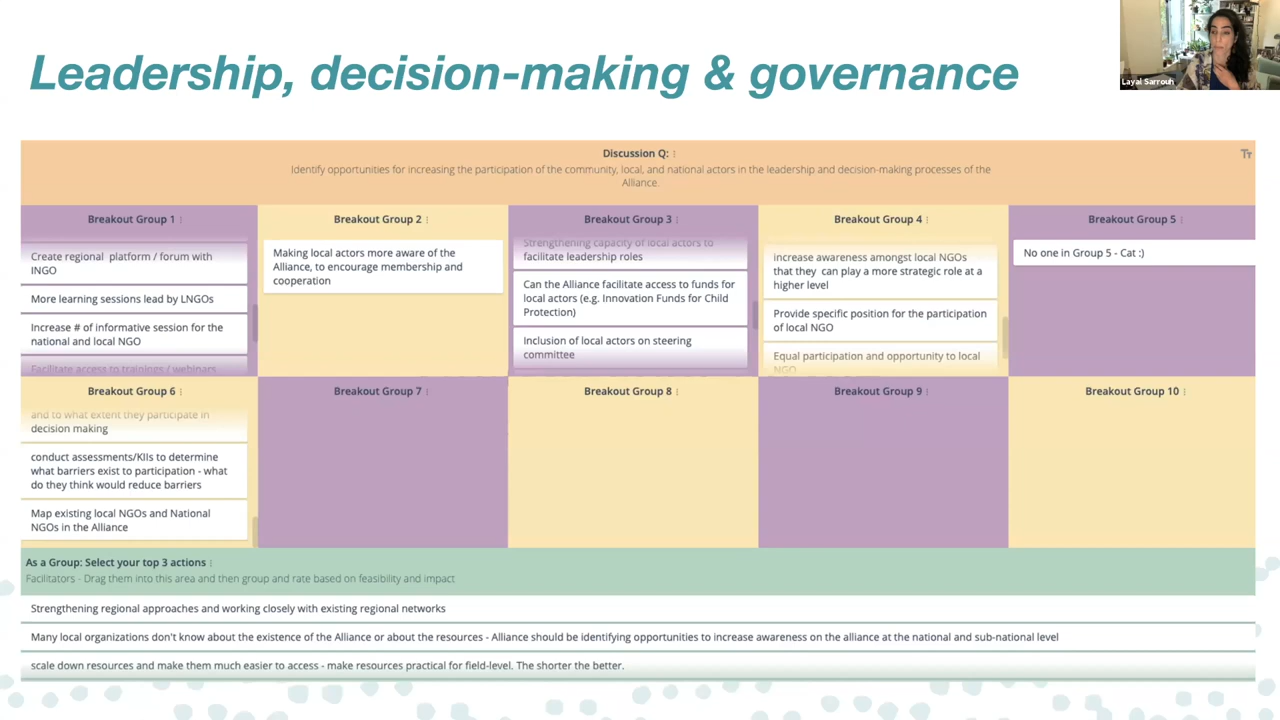 Leadership, decision-making & governance
Layal Sarrouh
Discussion Q:
Identify opportunities for increasing the participation of the community, local, and national actors in the leadership and decision-making processes of the
Alliance.
Breakout Group 1
Create regional platform / forum with
INGO
More learning sessions lead by LNGOs
Increase # of informative session for the
national and local NGO
Facilitate access to trainings / webinars
Breakout Group 2
Making local actors more aware of the
Alliance, to encourage membership and
cooperation
Breakout Group 3
Strengthening capacity of local actors to
facilitate leadership roles
Can the Alliance facilitate access to funds for
local actors (e.g. Innovation Funds for Child
Protection)
Inclusion of local actors on steering
committee
Breakout Group 4
increase awareness amongst local NGOs
that they can play a more strategic role at a
higher level
Provide specific position for the participation
of local NGO
Equal participation and opportunity to local
NGO
Breakout Group 5
No one in Group 5 - Cat :)
Breakout Group 6
and to what extent they participate in
decision making
conduct assessments/KIIs to determine
what barriers exist to participation - what
do they think would reduce barriers
Map existing local NGOs and National
NGOs in the Alliance
Breakout Group 7
Breakout Group 8
Breakout Group 9
Breakout Group 10
As a Group: Select your top 3 actions
Facilitators - Drag them into this area and then group and rate based on feasibility and impact
Strengthening regional approaches and working closely with existing regional networks
Many local organizations don't know about the existence of the Alliance or about the resources - Alliance should be identifying opportunities to increase awareness on the alliance at the national and sub-national level
scale down resources and make them much easier to access - make resources practical for field-level. The shorter the better.